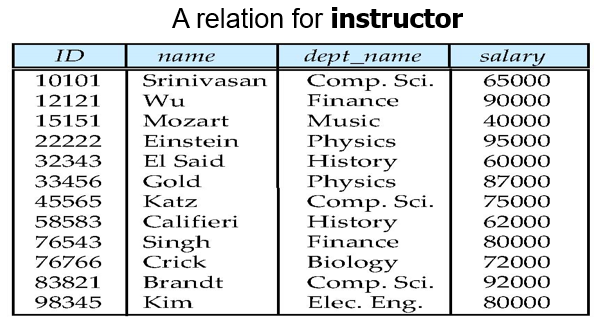 A relation for instructor
ID name dept_name salary
10101 Srinivasan Comp. Sci. 65000
12121 Wu Finance 90000
15151 Mozart Music 40000
22222 Einstein Physics 95000
32343 El Said History 60000
33456 Gold Physics 87000
45565 Katz Comp. Sci. 75000
58583 Califieri History 62000
76543 Singh Finance 80000
76766 Crick Biology 72000
83821 Brandt Comp. Sci. 92000
98345 Kim Elec. Eng. 80000